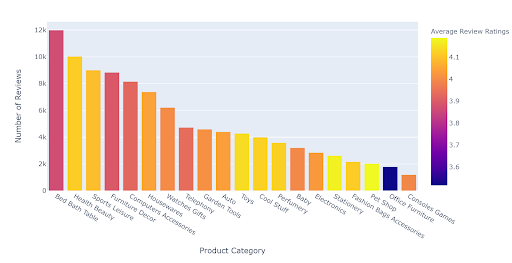 Average Review Ratings
12k
10k
8k
6k
4k
2k
0
Number of Reviews
4.1
4
3.9
3.8
3.7
3.6
Bed Bath Table
Health Beauty
Sports Leisure
Furniture Decor
Computers Accessories
Housewares
Watches Gifts
Telephony
Garden Tools
Auto
Toys
Cool Stuff
Perfumery
Baby
Electronics
Stationery
Fashion Bags Accessories
Pet Shop
Office Furniture
Consoles Games
Product Category